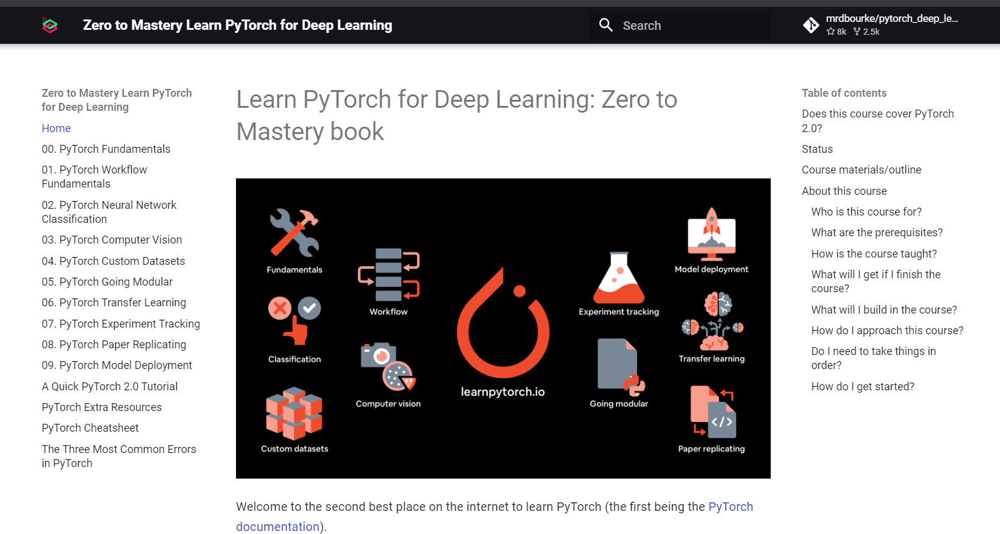 Zero to Mastery Learn PyTorch for Deep Learning
Search
mrdbourke/pytorch_deep_le...
8k 2.5k
Zero to Mastery Learn PyTorch
for Deep Learning
Home
00. PyTorch Fundamentals
01. PyTorch Workflow
Fundamentals
02. PyTorch Neural Network
Classification
03. PyTorch Computer Vision
04. PyTorch Custom Datasets
05. PyTorch Going Modular
06. PyTorch Transfer Learning
07. PyTorch Experiment Tracking
08. PyTorch Paper Replicating
09. PyTorch Model Deployment
A Quick PyTorch 2.0 Tutorial
PyTorch Extra Resources
PyTorch Cheatsheet
The Three Most Common Errors
in PyTorch
Learn PyTorch for Deep Learning: Zero to
Mastery book
Fundamentals
Workflow
Classification
Computer vision
Custom datasets
learnpytorch.io
Experiment tracking
Model deployment
Going modular
Transfer learning
</>
Paper replicating
Welcome to the second best place on the internet to learn PyTorch (the first being the PyTorch
documentation).
Table of contents
Does this course cover PyTorch
2.0?
Status
Course materials/outline
About this course
Who is this course for?
What are the prerequisites?
How is the course taught?
What will I get if I finish the
course?
What will I build in the course?
How do I approach this course?
Do I need to take things in
order?
How do I get started?